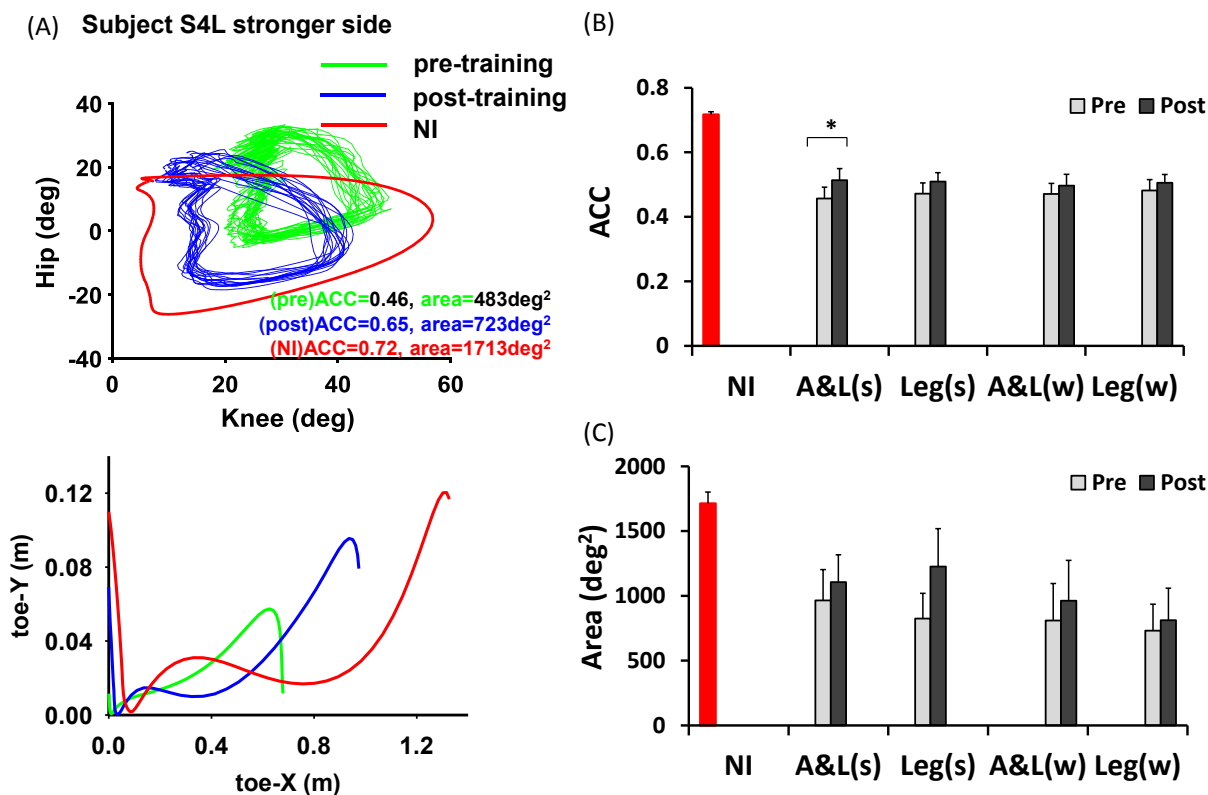 (A) Subject S4L stronger side
pre-training
post-training
NI
40
20
0
-20
-40
Hip (deg)
(pre)ACC=0.46, area=483deg²
(post)ACC=0.65, area=723deg²
(NI)ACC=0.72, area=1713deg²
0 20 40 60
Knee (deg)
0.12
0.08
0.04
0.00
toe-Y (m)
0.0 0.4 0.8 1.2
toe-X (m)
(B)
0.8
0.6
0.4
0.2
0
ACC
Pre Post
*
NI A&L(s) Leg(s) A&L(w) Leg(w)
(C)
2000
1500
1000
500
0
Area (deg²)
Pre Post
NI A&L(s) Leg(s) A&L(w) Leg(w)